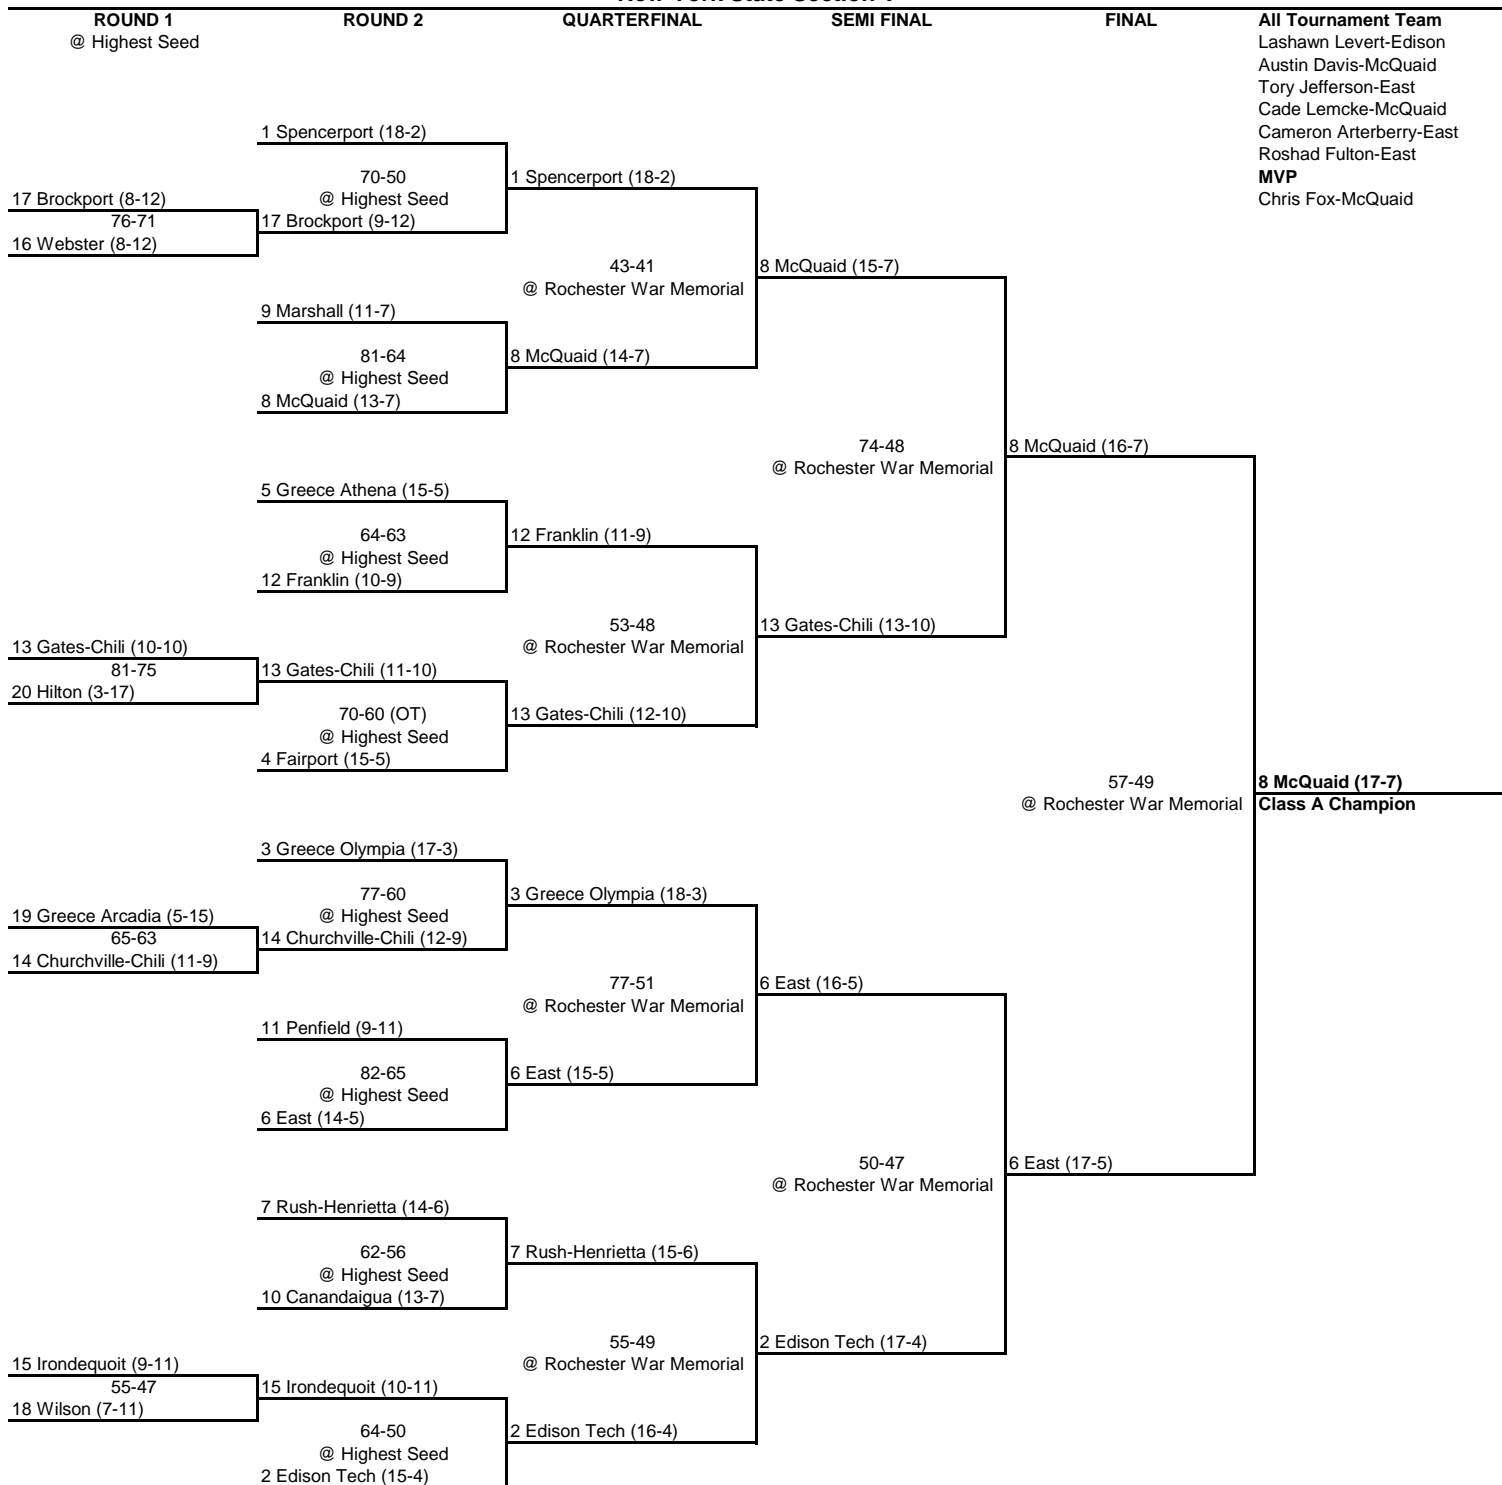 ROUND 1 ROUND 2 QUARTERFINAL SEMI FINAL FINAL All Tournament Team
@ Highest Seed Lashawn Levert-Edison
Austin Davis-McQuaid
Tory Jefferson-East
Cade Lemcke-McQuaid
1 Spencerport (18-2) Cameron Arterberry-East
Roshad Fulton-East
70-50 1 Spencerport (18-2) MVP
17 Brockport (8-12) @ Highest Seed Chris Fox-McQuaid
76-71 17 Brockport (9-12)
16 Webster (8-12)
43-41 8 McQuaid (15-7)
@ Rochester War Memorial
9 Marshall (11-7)
81-64 8 McQuaid (14-7)
@ Highest Seed
8 McQuaid (13-7)
74-48 8 McQuaid (16-7)
@ Rochester War Memorial
5 Greece Athena (15-5)
64-63 12 Franklin (11-9)
@ Highest Seed
12 Franklin (10-9)
53-48 13 Gates-Chili (13-10)
13 Gates-Chili (10-10) @ Rochester War Memorial
81-75 13 Gates-Chili (11-10)
20 Hilton (3-17)
70-60 (OT) 13 Gates-Chili (12-10)
@ Highest Seed
4 Fairport (15-5)
57-49 8 McQuaid (17-7)
@ Rochester War Memorial Class A Champion
3 Greece Olympia (17-3)
77-60 3 Greece Olympia (18-3)
19 Greece Arcadia (5-15) @ Highest Seed
65-63 14 Churchville-Chili (12-9)
14 Churchville-Chili (11-9)
77-51 6 East (16-5)
@ Rochester War Memorial
11 Penfield (9-11)
82-65 6 East (15-5)
@ Highest Seed
6 East (14-5)
50-47 6 East (17-5)
@ Rochester War Memorial
7 Rush-Henrietta (14-6)
62-56 7 Rush-Henrietta (15-6)
@ Highest Seed
10 Canandaigua (13-7)
55-49 2 Edison Tech (17-4)
15 Irondequoit (9-11) @ Rochester War Memorial
55-47 15 Irondequoit (10-11)
18 Wilson (7-11)
64-50 2 Edison Tech (16-4)
@ Highest Seed
2 Edison Tech (15-4)